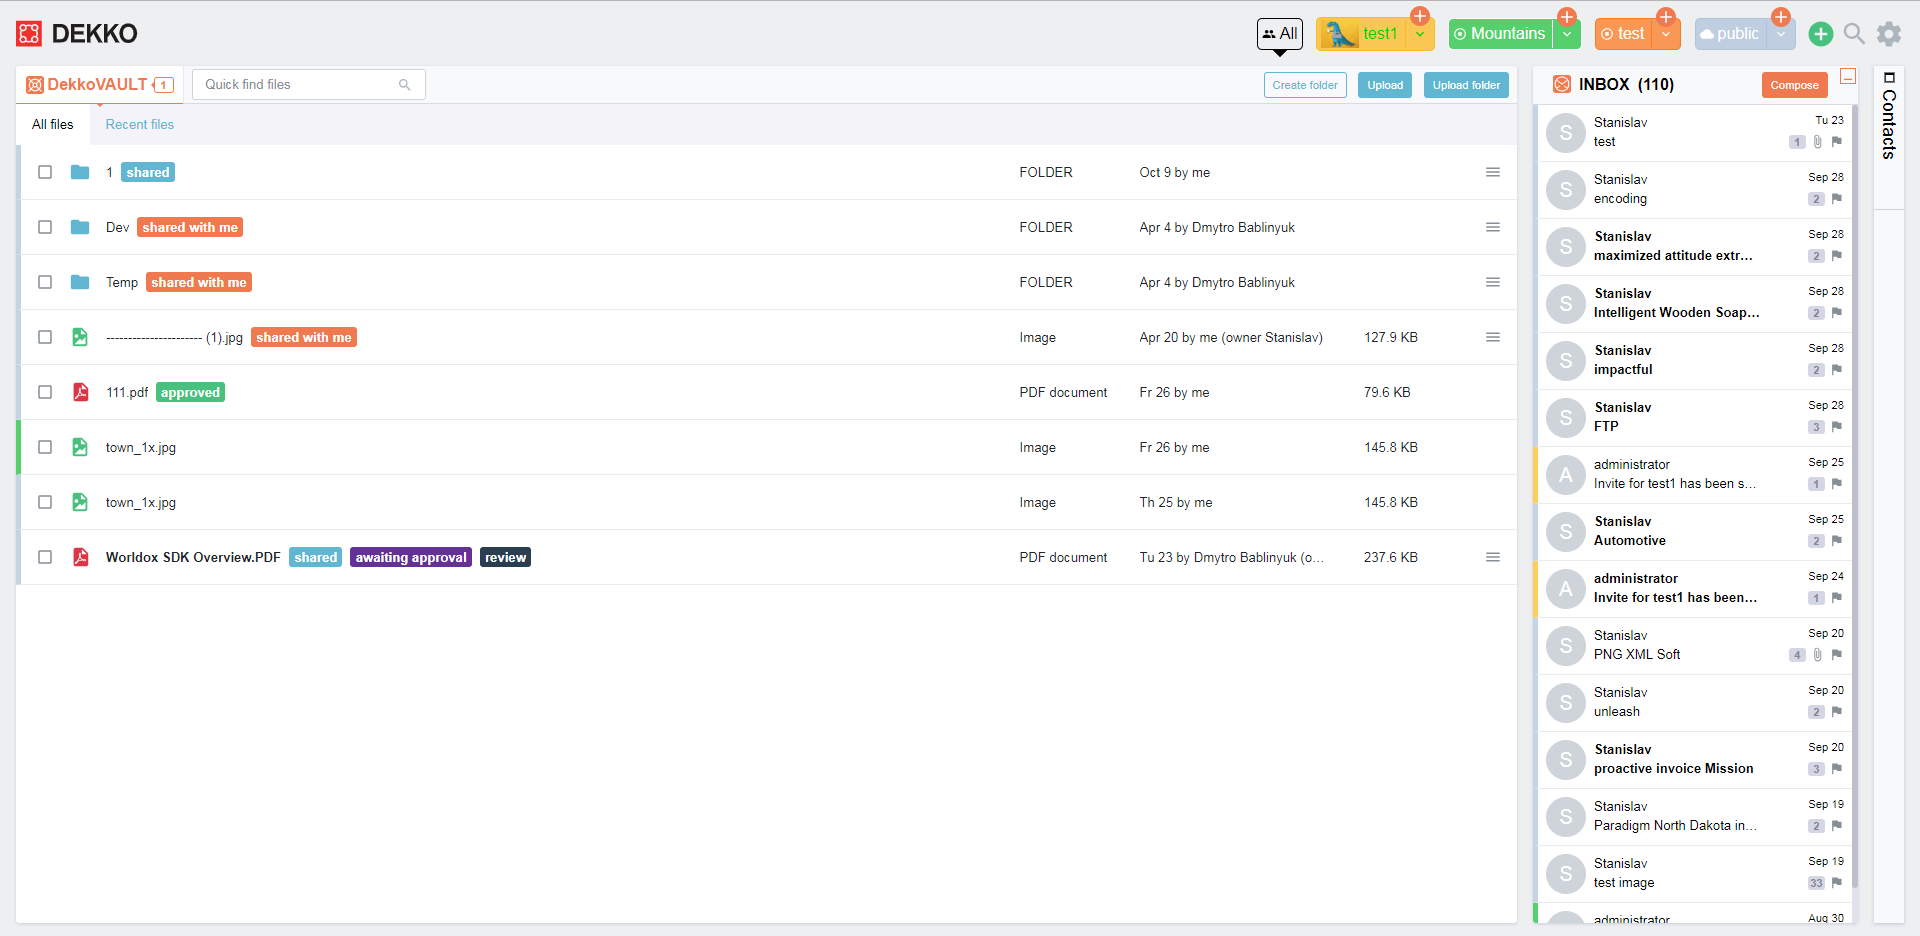 DEKKO
All
test1
Mountains
test
public
DekkoVAULT 1
Quick find files
Create folder
Upload
Upload folder
All files
Recent files
1 shared FOLDER Oct 9 by me
Dev shared with me FOLDER Apr 4 by Dmytro Bablinyuk
Temp shared with me FOLDER Apr 4 by Dmytro Bablinyuk
---------------------- (1).jpg shared with me Image Apr 20 by me (owner Stanislav) 127.9 KB
111.pdf approved PDF document Fr 26 by me 79.6 KB
town_1x.jpg Image Fr 26 by me 145.8 KB
town_1x.jpg Image Th 25 by me 145.8 KB
Worldox SDK Overview.PDF shared awaiting approval review PDF document Tu 23 by Dmytro Bablinyuk (o... 237.6 KB
INBOX (110)
Compose
S Stanislav Tu 23
test 1
S Stanislav Sep 28
encoding 2
S Stanislav Sep 28
maximized attitude extr... 2
S Stanislav Sep 28
Intelligent Wooden Soap... 2
S Stanislav Sep 28
impactful 2
S Stanislav Sep 28
FTP 3
A administrator Sep 25
Invite for test1 has been s... 1
S Stanislav Sep 25
Automotive 2
A administrator Sep 24
Invite for test1 has been... 1
S Stanislav Sep 20
PNG XML Soft 4
S Stanislav Sep 20
unleash 2
S Stanislav Sep 20
proactive invoice Mission 3
S Stanislav Sep 19
Paradigm North Dakota in... 2
S Stanislav Sep 19
test image 33
administrator Aug 30
Contacts